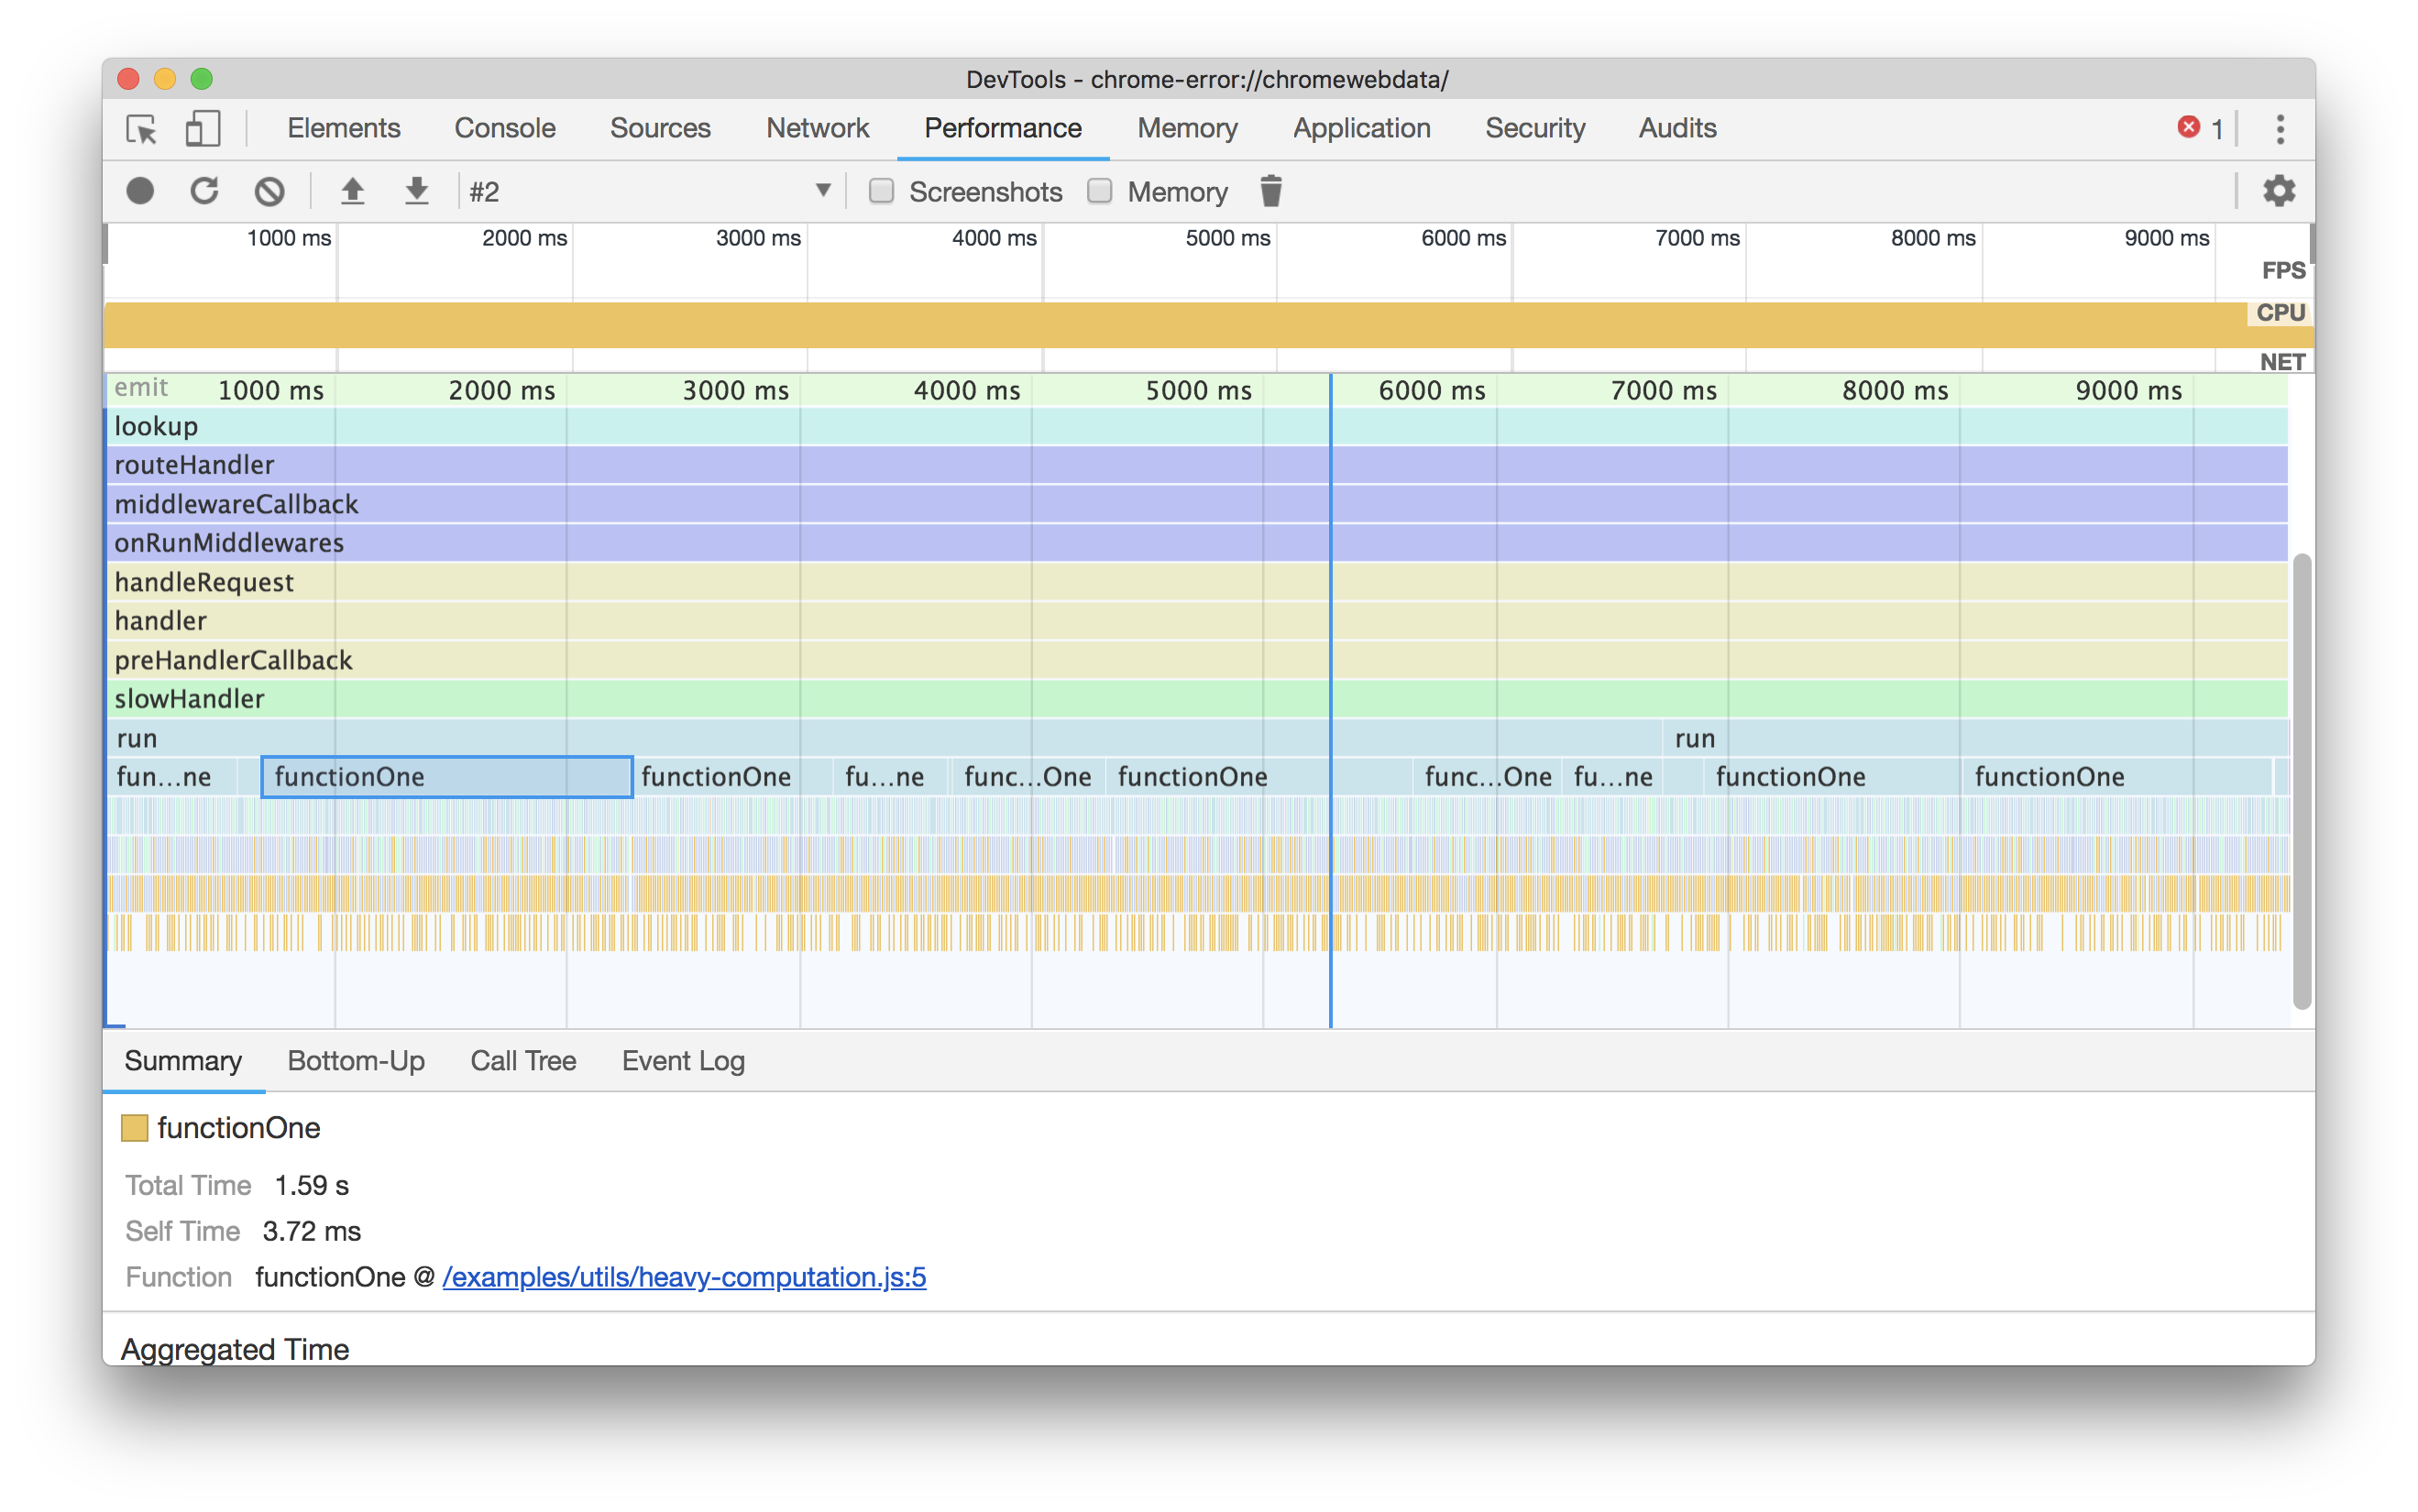 DevTools - chrome-error://chromewebdata/
Elements Console Sources Network Performance Memory Application Security Audits 1
#2 Screenshots Memory
1000 ms 2000 ms 3000 ms 4000 ms 5000 ms 6000 ms 7000 ms 8000 ms 9000 ms
FPS
CPU
NET
emit 1000 ms 2000 ms 3000 ms 4000 ms 5000 ms 6000 ms 7000 ms 8000 ms 9000 ms
lookup
routeHandler
middlewareCallback
onRunMiddlewares
handleRequest
handler
preHandlerCallback
slowHandler
run run
fun...ne functionOne functionOne fu...ne func...One functionOne func...One fu...ne functionOne functionOne
Summary Bottom-Up Call Tree Event Log
functionOne
Total Time 1.59 s
Self Time 3.72 ms
Function functionOne @ /examples/utils/heavy-computation.js:5
Aggregated Time